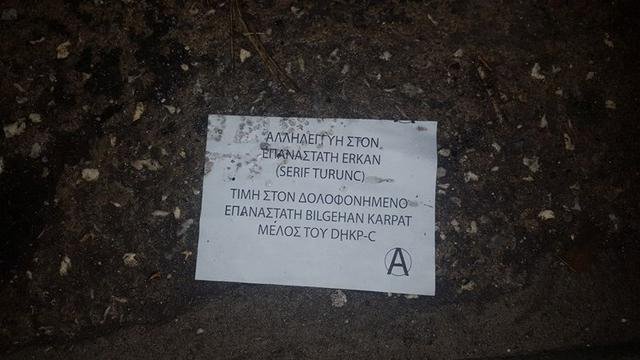 ΑΛΛΗΛΕΓΓΥΗ ΣΤΟΝ
ΕΠΑΝΑΣΤΑΤΗ ERKAN
(SERIF TURUNC)
ΤΙΜΗ ΣΤΟΝ ΔΟΛΟΦΟΝΗΜΕΝΟ
ΕΠΑΝΑΣΤΑΤΗ BILGEHAN KARPAT
ΜΕΛΟΣ ΤΟΥ DHKP-C
A